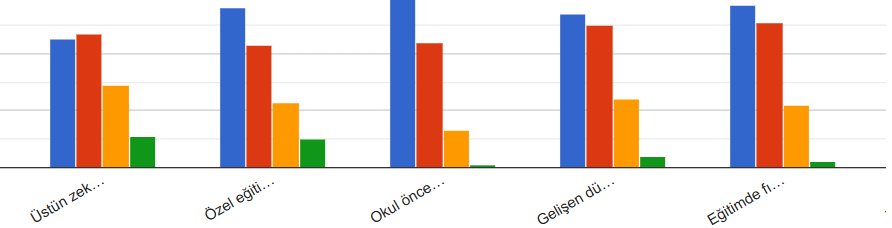 Üstün zek...
Özel eğiti...
Okul önce...
Gelişen dü...
Eğitimde fı...